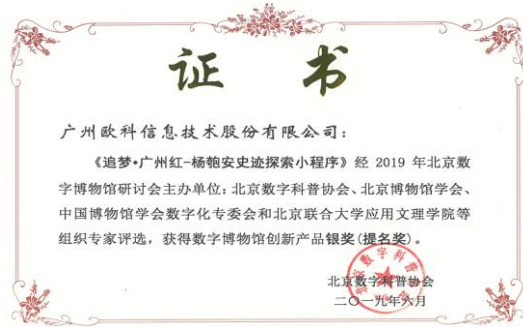 证书
广州欧科信息技术股份有限公司：
《追梦•广州红-杨匏安史迹探索小程序》经 2019 年北京数
字博物馆研讨会主办单位：北京数字科普协会、北京博物馆学会、
中国博物馆学会数字化专委会和北京联合大学应用文理学院等
组织专家评选，获得数字博物馆创新产品银奖(提名奖)。
北京数字科普协会
二〇一九年六月